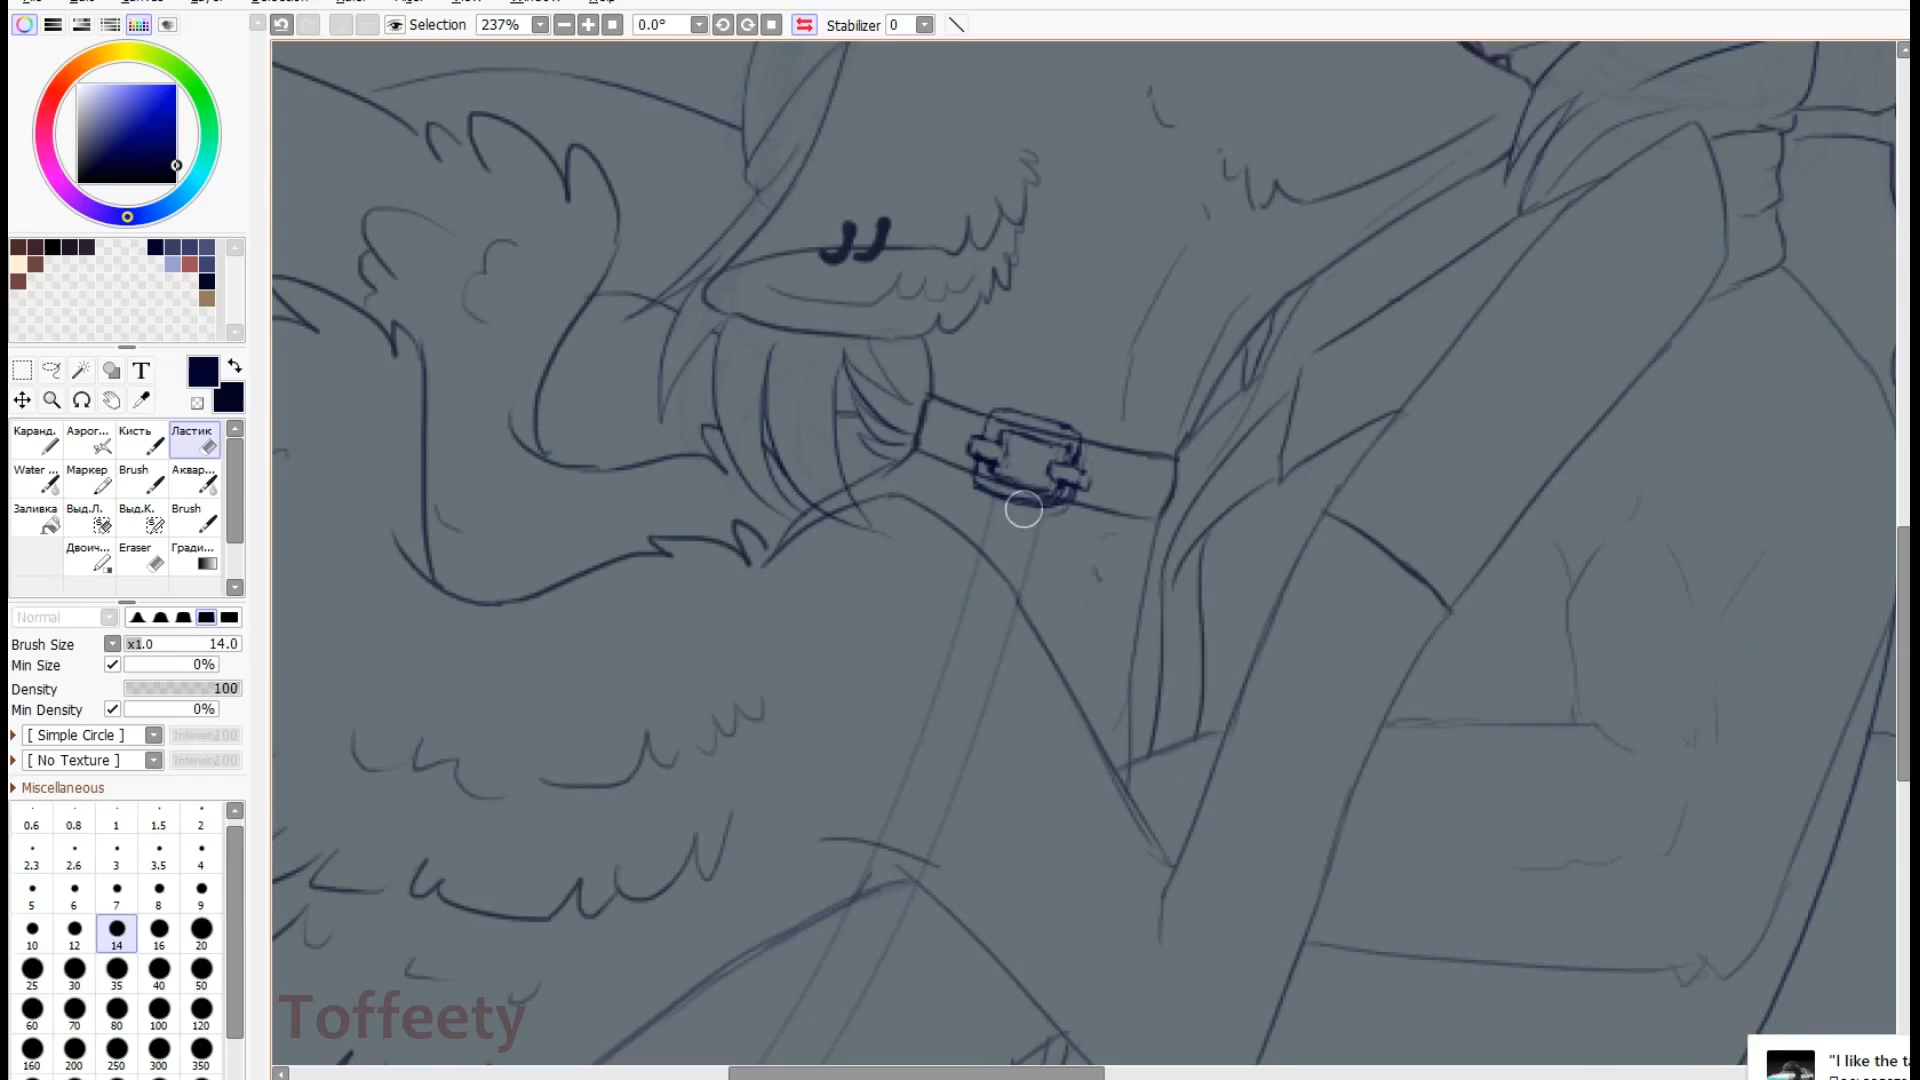 Selection 237% 0.0° Stabilizer 0
T
Каранд. Аэрог... Кисть Ластик
Water ... Маркер Brush Аквар...
Заливка Выд.Л. Выд.К. Brush
Двоич... Eraser Гради...
Normal
Brush Size x1.0 14.0
Min Size 0%
Density 100
Min Density 0%
[ Simple Circle ]
[ No Texture ]
Miscellaneous
0.6 0.8 1 1.5 2
2.3 2.6 3 3.5 4
5 6 7 8 9
10 12 14 16 20
25 30 35 40 50
60 70 80 100 120
160 200 250 300 350
Toffeety
"I like the ta